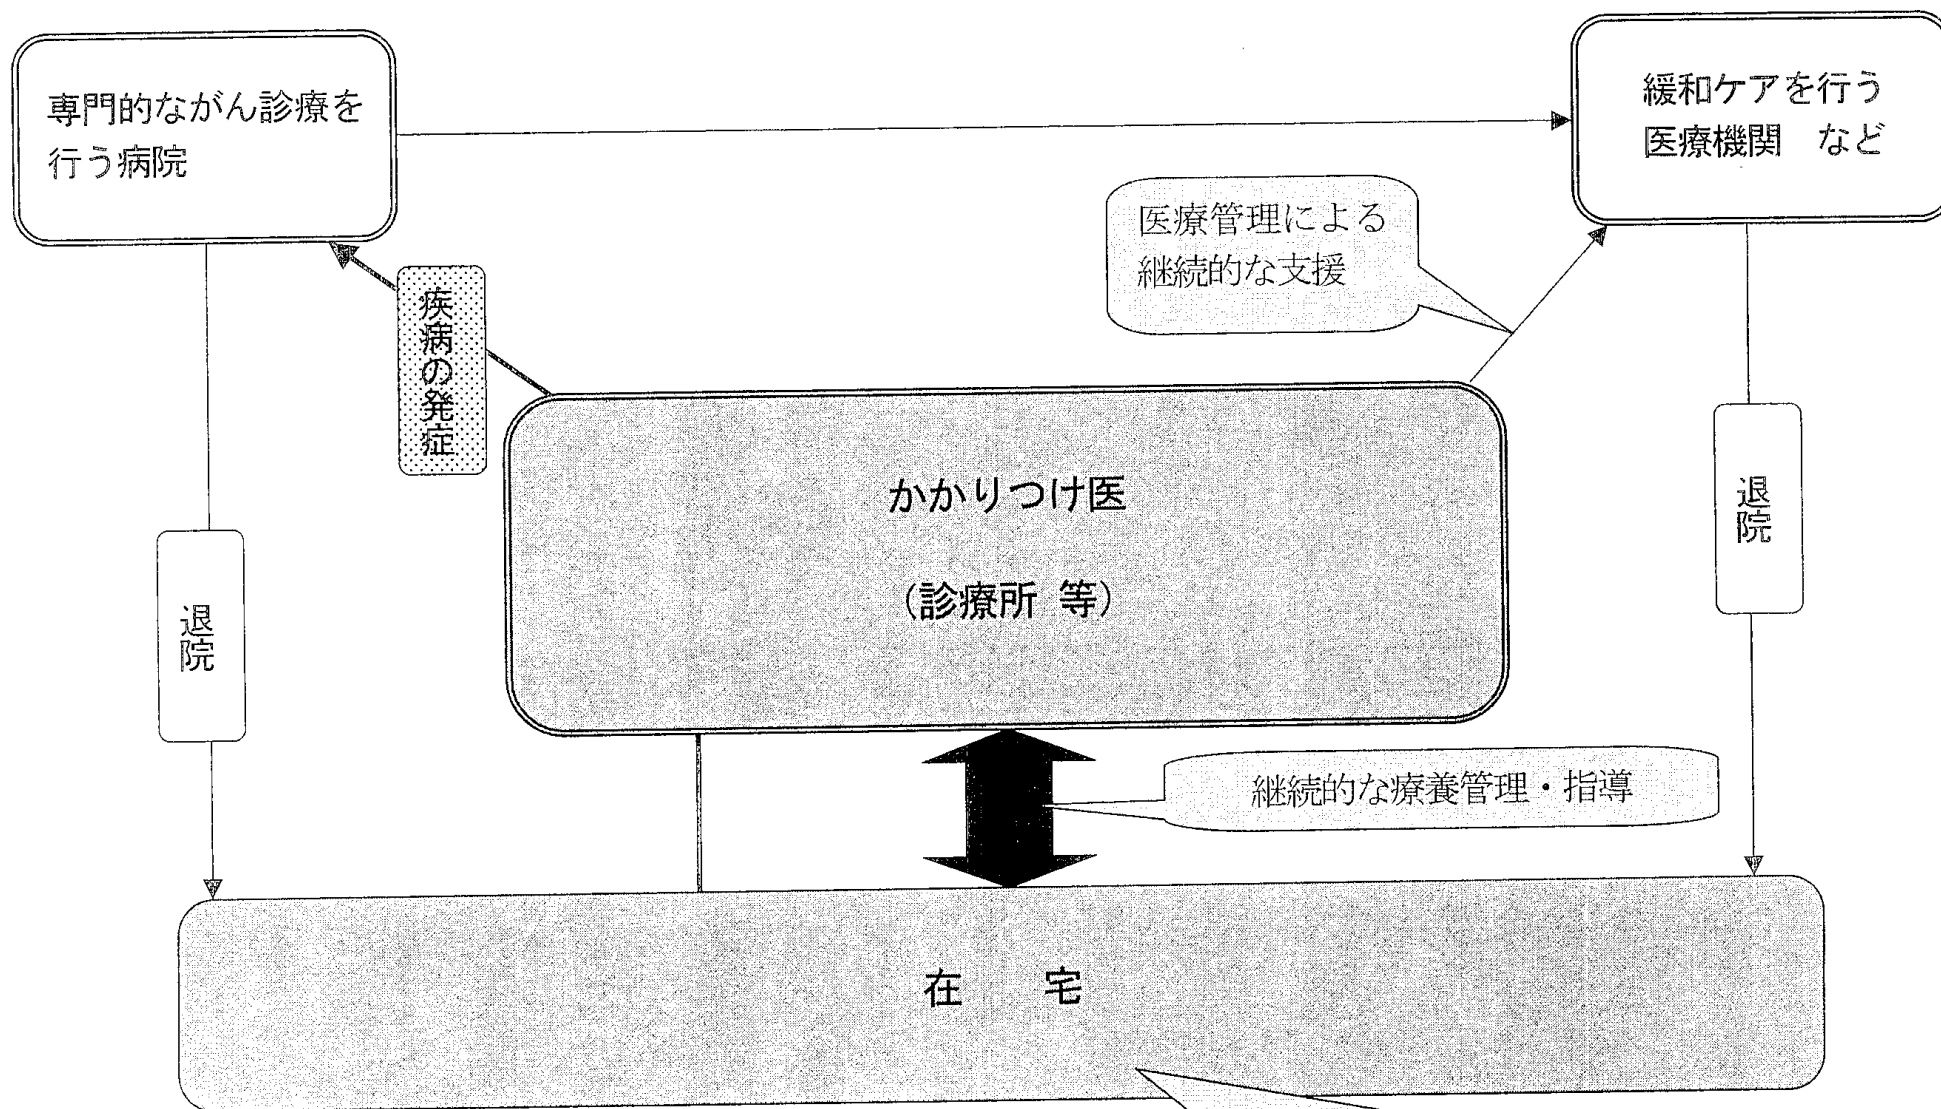 専門的ながん診療を
行う病院
緩和ケアを行う
医療機関　など
医療管理による
継続的な支援
疾病の発症
かかりつけ医
（診療所 等）
退院
退院
継続的な療養管理・指導
在　宅